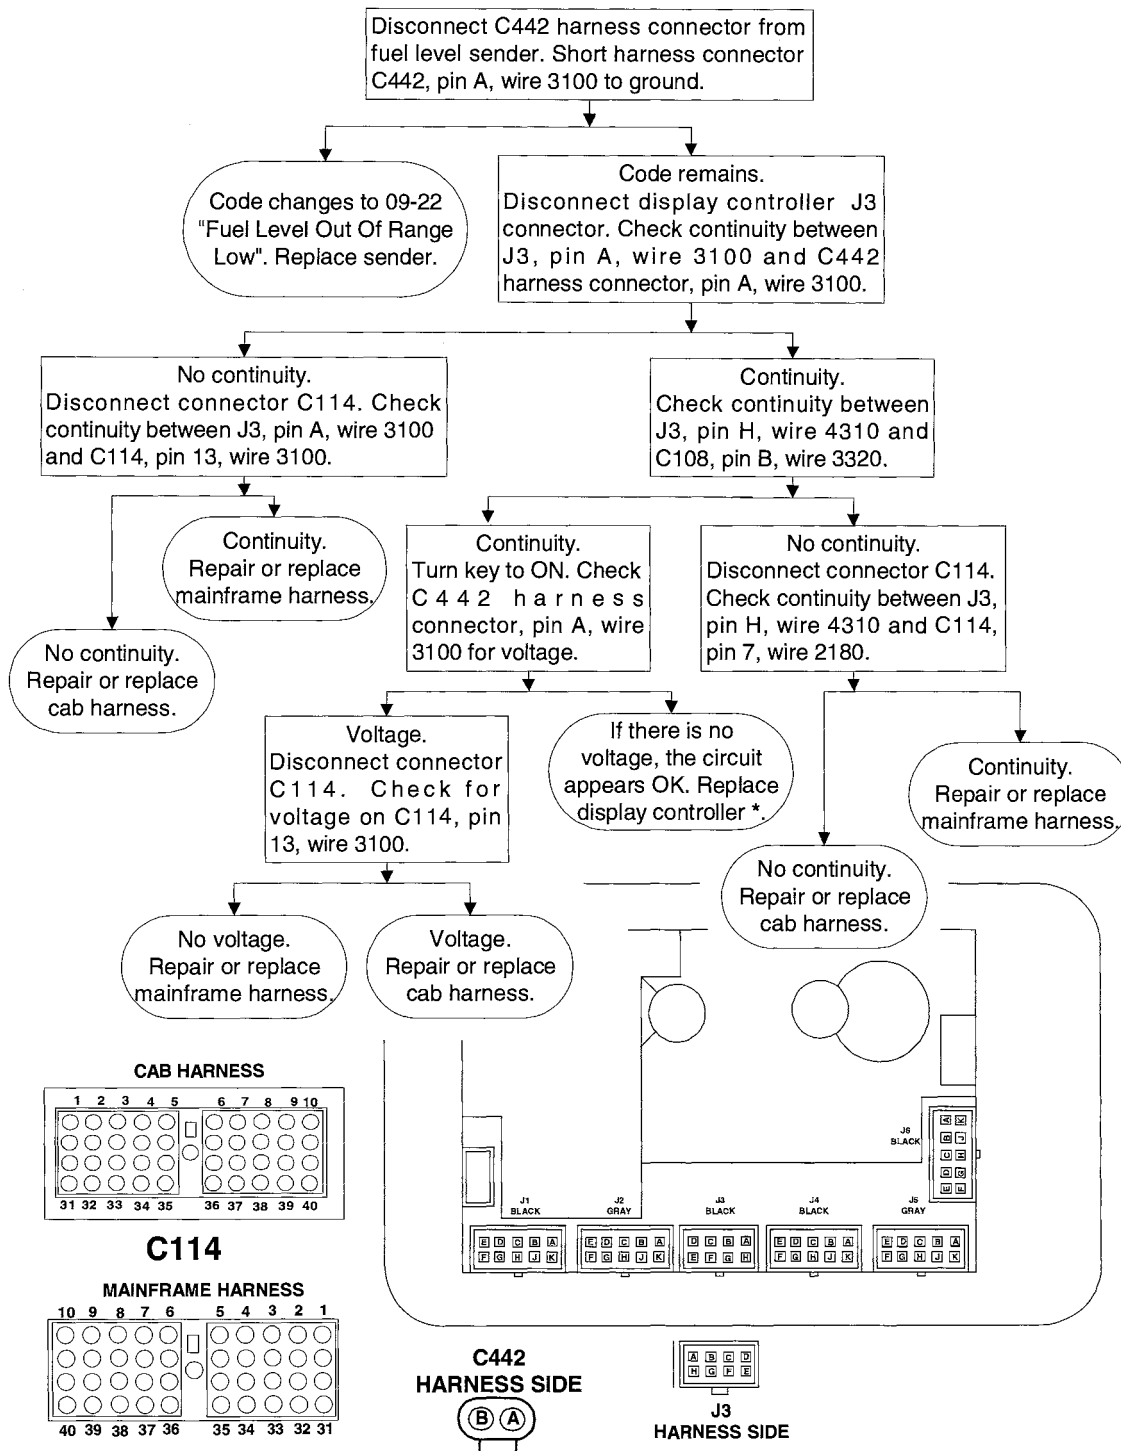 Disconnect C442 harness connector from
fuel level sender. Short harness connector
C442, pin A, wire 3100 to ground.
Code changes to 09-22
"Fuel Level Out Of Range
Low". Replace sender.
Code remains.
Disconnect display controller J3
connector. Check continuity between
J3, pin A, wire 3100 and C442
harness connector, pin A, wire 3100.
No continuity.
Disconnect connector C114. Check
continuity between J3, pin A, wire 3100
and C114, pin 13, wire 3100.
Continuity.
Check continuity between
J3, pin H, wire 4310 and
C108, pin B, wire 3320.
Continuity.
Repair or replace
mainframe harness.
No continuity.
Repair or replace
cab harness.
Continuity.
Turn key to ON. Check
C442 harness
connector, pin A, wire
3100 for voltage.
No continuity.
Disconnect connector C114.
Check continuity between J3,
pin H, wire 4310 and C114,
pin 7, wire 2180.
Voltage.
Disconnect connector
C114. Check for
voltage on C114, pin
13, wire 3100.
If there is no
voltage, the circuit
appears OK. Replace
display controller *.
Continuity.
Repair or replace
mainframe harness.
No continuity.
Repair or replace
cab harness.
No voltage.
Repair or replace
mainframe harness.
Voltage.
Repair or replace
cab harness.
CAB HARNESS
1 2 3 4 5 6 7 8 9 10
31 32 33 34 35 36 37 38 39 40
C114
MAINFRAME HARNESS
10 9 8 7 6 5 4 3 2 1
40 39 38 37 36 35 34 33 32 31
J6
BLACK
A B C D E
K J H G F
J1
BLACK
E D C B A
F G H J K
J2
GRAY
E D C B A
F G H J K
J3
BLACK
D C B A
E F G H
J4
BLACK
E D C B A
F G H J K
J5
GRAY
E D C B A
F G H J K
C442
HARNESS SIDE
B A
A B C D
H G F E
J3
HARNESS SIDE